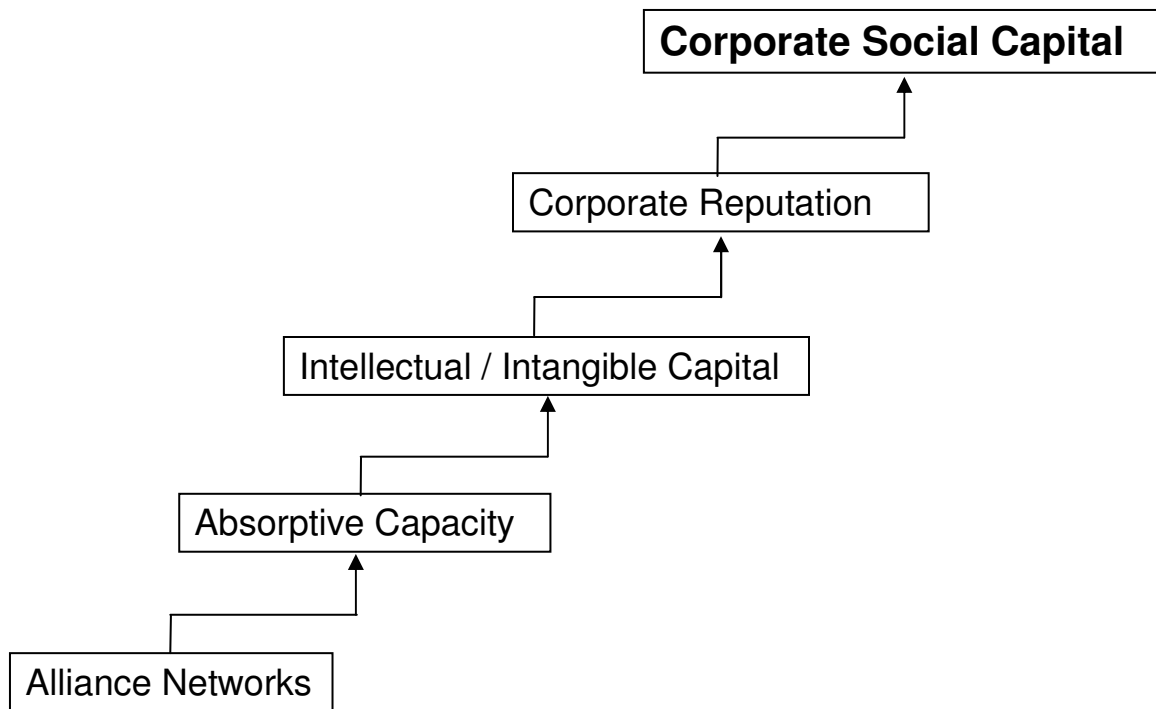 Corporate Social Capital
Corporate Reputation
Intellectual / Intangible Capital
Absorptive Capacity
Alliance Networks